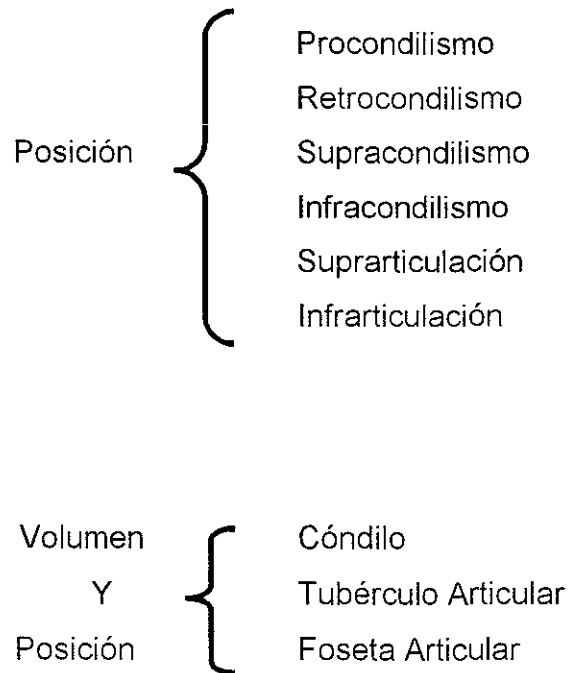 Procondilismo
Retrocondilismo
Posición Supracondilismo
Infracondilismo
Suprarticulación
Infrarticulación
Volumen Cóndilo
Y Tubérculo Articular
Posición Foseta Articular